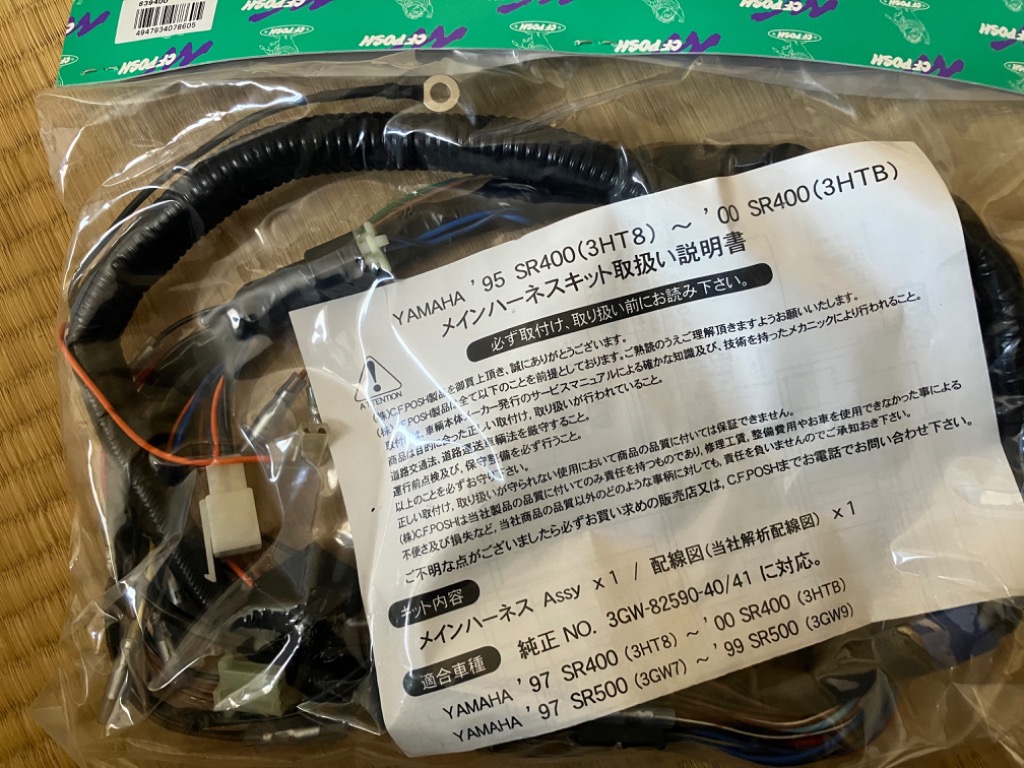 839400
4947934076605
CF POSH
CF POSH
CF POSH
CF POSH
CF POSH
YAMAHA '95 SR400(3HT8) ～ '00 SR400(3HTB)
メインハーネスキット取扱い説明書
必ず取付け、取り扱い前にお読み下さい。
ATTENTION
(株)C.F.POSH製品を御買上頂き、誠にありがとうございます。
(株)C.F.POSH製品は全て以下のことを前提としております。ご熟読のうえご理解頂きますようお願いいたします。
取り付け、車輌本体メーカー発行のサービスマニュアルによる確かな知識及び、技術を持ったメカニックにより行われること。
商品は目的に合った正しい取付け、取り扱いが行われていること。
道路交通法、道路運送車輌法を厳守すること。
運行前点検及び、保守整備を必ず行うこと。
以上のことを必ずお守り下さい。
正しい取付け、取り扱いが守られない使用において商品の品質に付いては保証できません。
(株)C.F.POSHは当社製品の品質に付いてのみ責任を持つものであり、修理工賃、整備費用やお車を使用できなかった事による
不便さ及び損失など、当社商品の品質以外のどのような事柄に対しても、責任を負いませんのでご承知おき下さい。
ご不明な点がございましたら必ずお買い求めの販売店又は、C.F.POSHまでお電話でお問い合わせ下さい。
キット内容
メインハーネス Assy x 1 / 配線図(当社解析配線図) x 1
純正NO. 3GW-82590-40/41 に対応。
適合車種
YAMAHA '97 SR400 (3HT8) ～ '00 SR400 (3HTB)
YAMAHA '97 SR500 (3GW7) ～ '99 SR500 (3GW9)